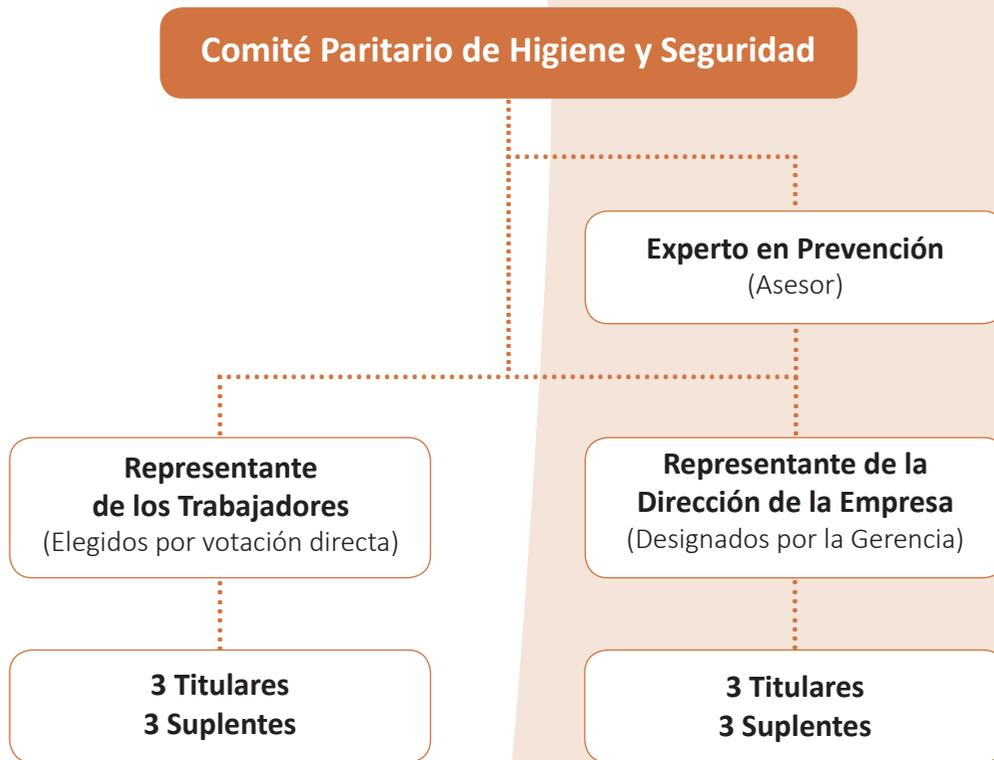 Comité Paritario de Higiene y Seguridad
Experto en Prevención
(Asesor)
Representante
de los Trabajadores
(Elegidos por votación directa)
Representante de la
Dirección de la Empresa
(Designados por la Gerencia)
3 Titulares
3 Suplentes
3 Titulares
3 Suplentes